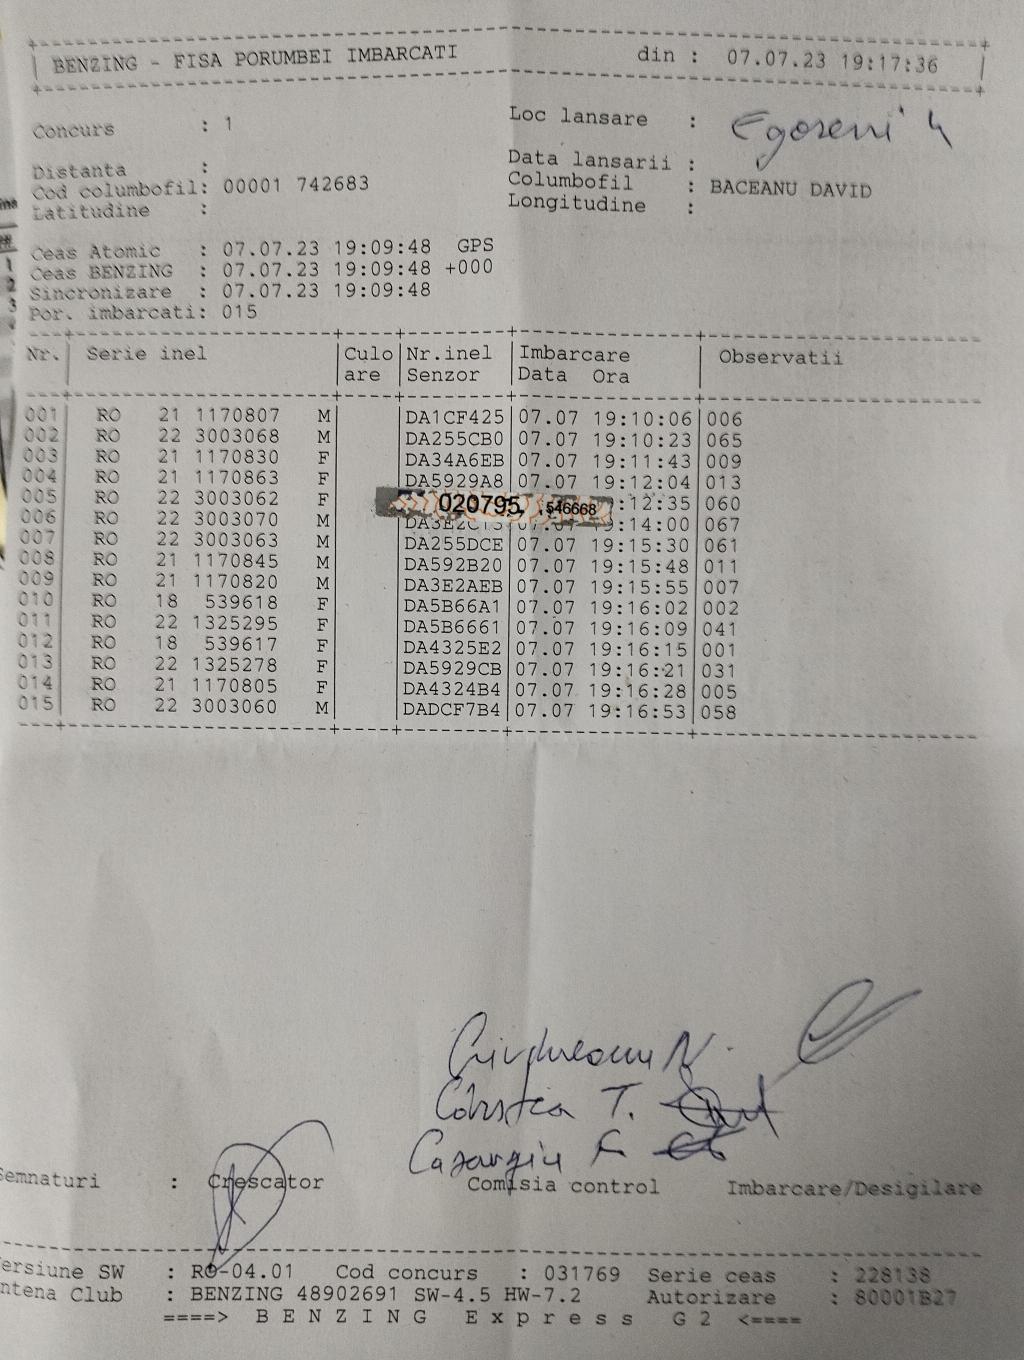 BENZING - FISA PORUMBEI IMBARCATI din : 07.07.23 19:17:36
Concurs : 1 Loc lansare :
Distanta : Data lansarii :
Cod columbofil: 00001 742683 Columbofil : BACEANU DAVID
Latitudine : Longitudine :
Ceas Atomic : 07.07.23 19:09:48 GPS
Ceas BENZING : 07.07.23 19:09:48 +000
Sincronizare : 07.07.23 19:09:48
Por. imbarcati: 015
Nr. Serie inel Culo Nr.inel Imbarcare Observatii
are Senzor Data Ora
001 RO 21 1170807 M DA1CF425 07.07 19:10:06 006
002 RO 22 3003068 M DA255CB0 07.07 19:10:23 065
003 RO 21 1170830 F DA34A6EB 07.07 19:11:43 009
004 RO 21 1170863 F DA5929A8 07.07 19:12:04 013
005 RO 22 3003062 F 020795 546668 :12:35 060
006 RO 22 3003070 M 07.07 19:14:00 067
007 RO 22 3003063 M DA255DCE 07.07 19:15:30 061
008 RO 21 1170845 M DA592B20 07.07 19:15:48 011
009 RO 21 1170820 M DA3E2AEB 07.07 19:15:55 007
010 RO 18 539618 F DA5B66A1 07.07 19:16:02 002
011 RO 22 1325295 F DA5B6661 07.07 19:16:09 041
012 RO 18 539617 F DA4325E2 07.07 19:16:15 001
013 RO 22 1325278 F DA5929CB 07.07 19:16:21 031
014 RO 21 1170805 F DA4324B4 07.07 19:16:28 005
015 RO 22 3003060 M DADCF7B4 07.07 19:16:53 058
N.
T.
Semnaturi : Crescator Comisia control Imbarcare/Desigilare
ersiune SW : RO-04.01 Cod concurs : 031769 Serie ceas : 228138
ntena Club : BENZING 48902691 SW-4.5 HW-7.2 Autorizare : 80001B27
====> B E N Z I N G E x p r e s s G 2 <====